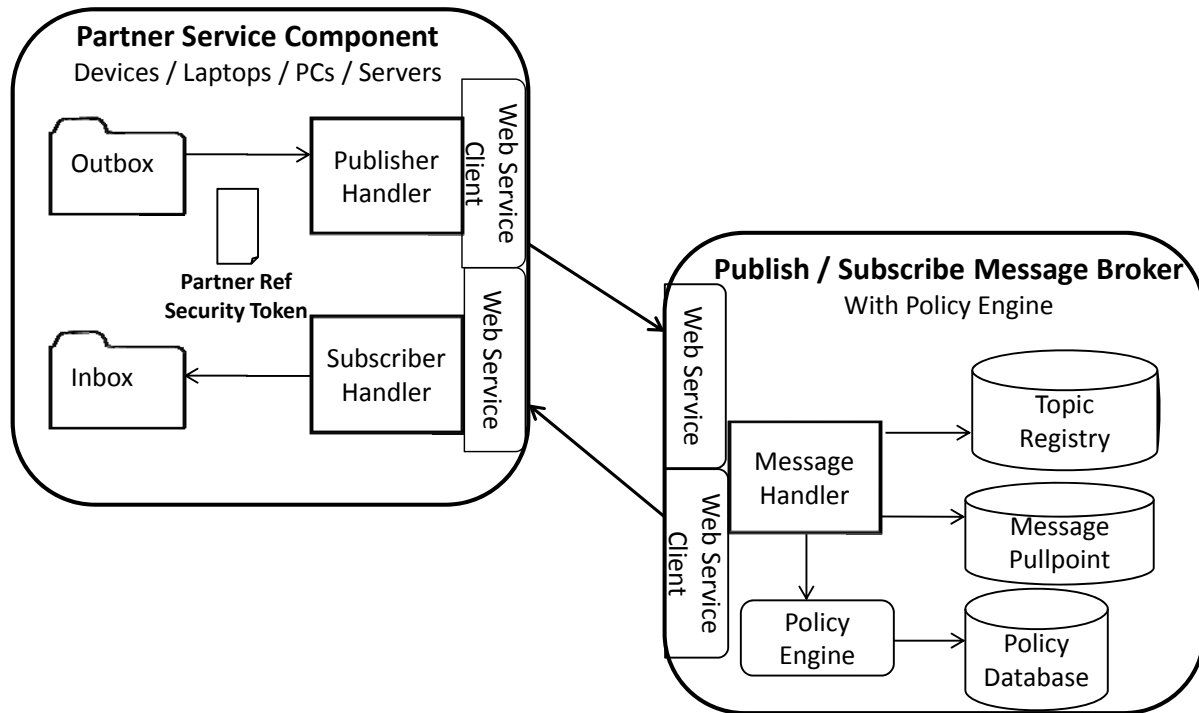 Partner Service Component
Devices / Laptops / PCs / Servers
Outbox
Publisher
Handler
Web Service
Client
Partner Ref
Security Token
Inbox
Subscriber
Handler
Web Service
Publish / Subscribe Message Broker
With Policy Engine
Web Service
Web Service
Client
Message
Handler
Topic
Registry
Message
Pullpoint
Policy
Engine
Policy
Database